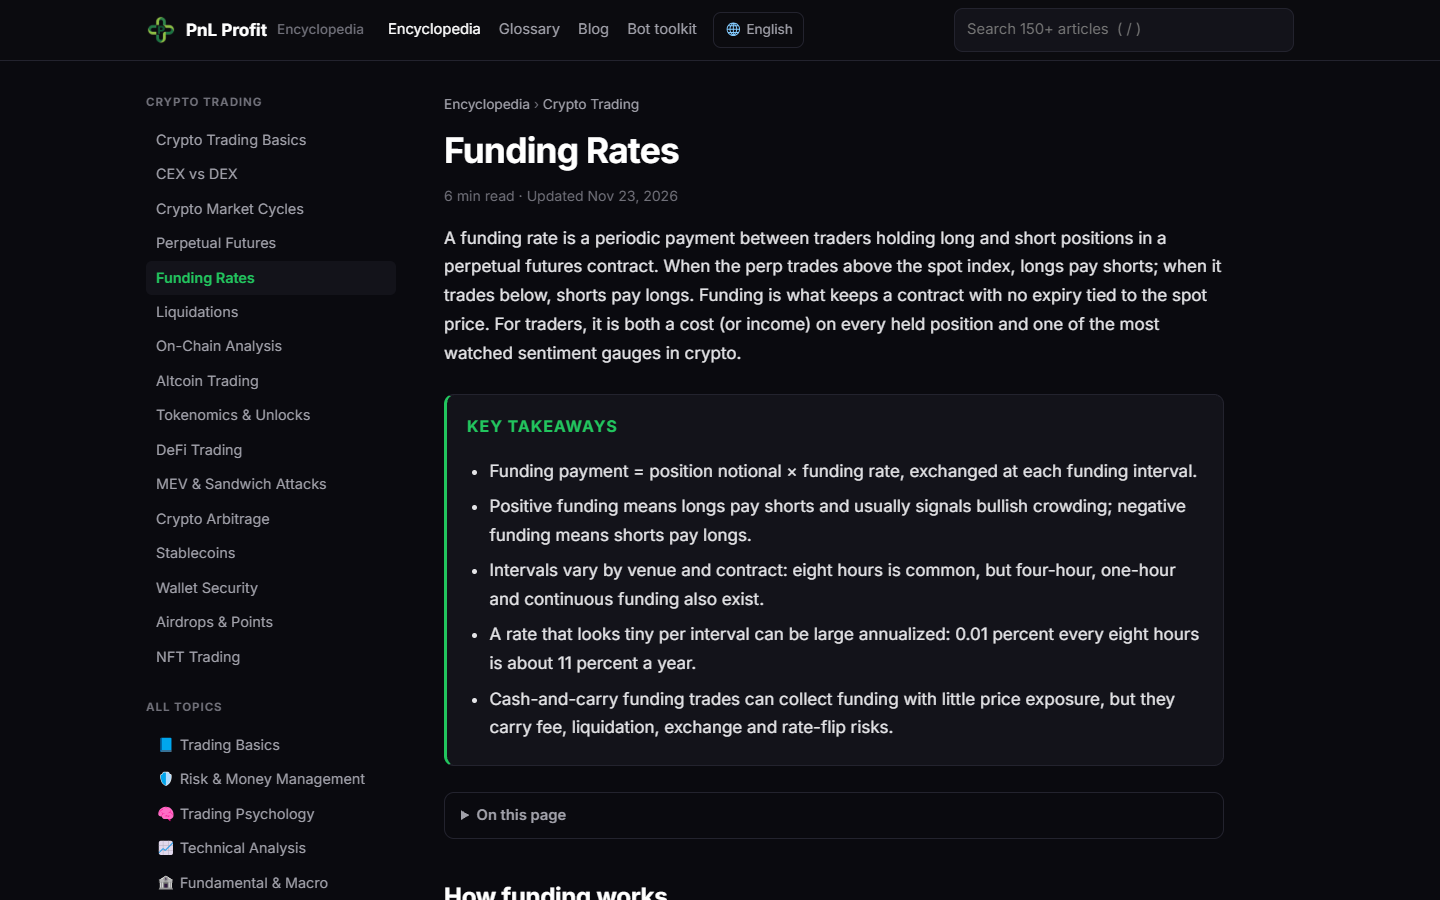 PnL Profit Encyclopedia Encyclopedia Glossary Blog Bot toolkit 🌐 English Search 150+ articles ( / )
CRYPTO TRADING
Crypto Trading Basics
CEX vs DEX
Crypto Market Cycles
Perpetual Futures
Funding Rates
Liquidations
On-Chain Analysis
Altcoin Trading
Tokenomics & Unlocks
DeFi Trading
MEV & Sandwich Attacks
Crypto Arbitrage
Stablecoins
Wallet Security
Airdrops & Points
NFT Trading
ALL TOPICS
Trading Basics
Risk & Money Management
Trading Psychology
Technical Analysis
Fundamental & Macro
Encyclopedia › Crypto Trading
Funding Rates
6 min read · Updated Nov 23, 2026
A funding rate is a periodic payment between traders holding long and short positions in a
perpetual futures contract. When the perp trades above the spot index, longs pay shorts; when it
trades below, shorts pay longs. Funding is what keeps a contract with no expiry tied to the spot
price. For traders, it is both a cost (or income) on every held position and one of the most
watched sentiment gauges in crypto.
KEY TAKEAWAYS
• Funding payment = position notional × funding rate, exchanged at each funding interval.
• Positive funding means longs pay shorts and usually signals bullish crowding; negative
funding means shorts pay longs.
• Intervals vary by venue and contract: eight hours is common, but four-hour, one-hour
and continuous funding also exist.
• A rate that looks tiny per interval can be large annualized: 0.01 percent every eight hours
is about 11 percent a year.
• Cash-and-carry funding trades can collect funding with little price exposure, but they
carry fee, liquidation, exchange and rate-flip risks.
▶ On this page
How funding works